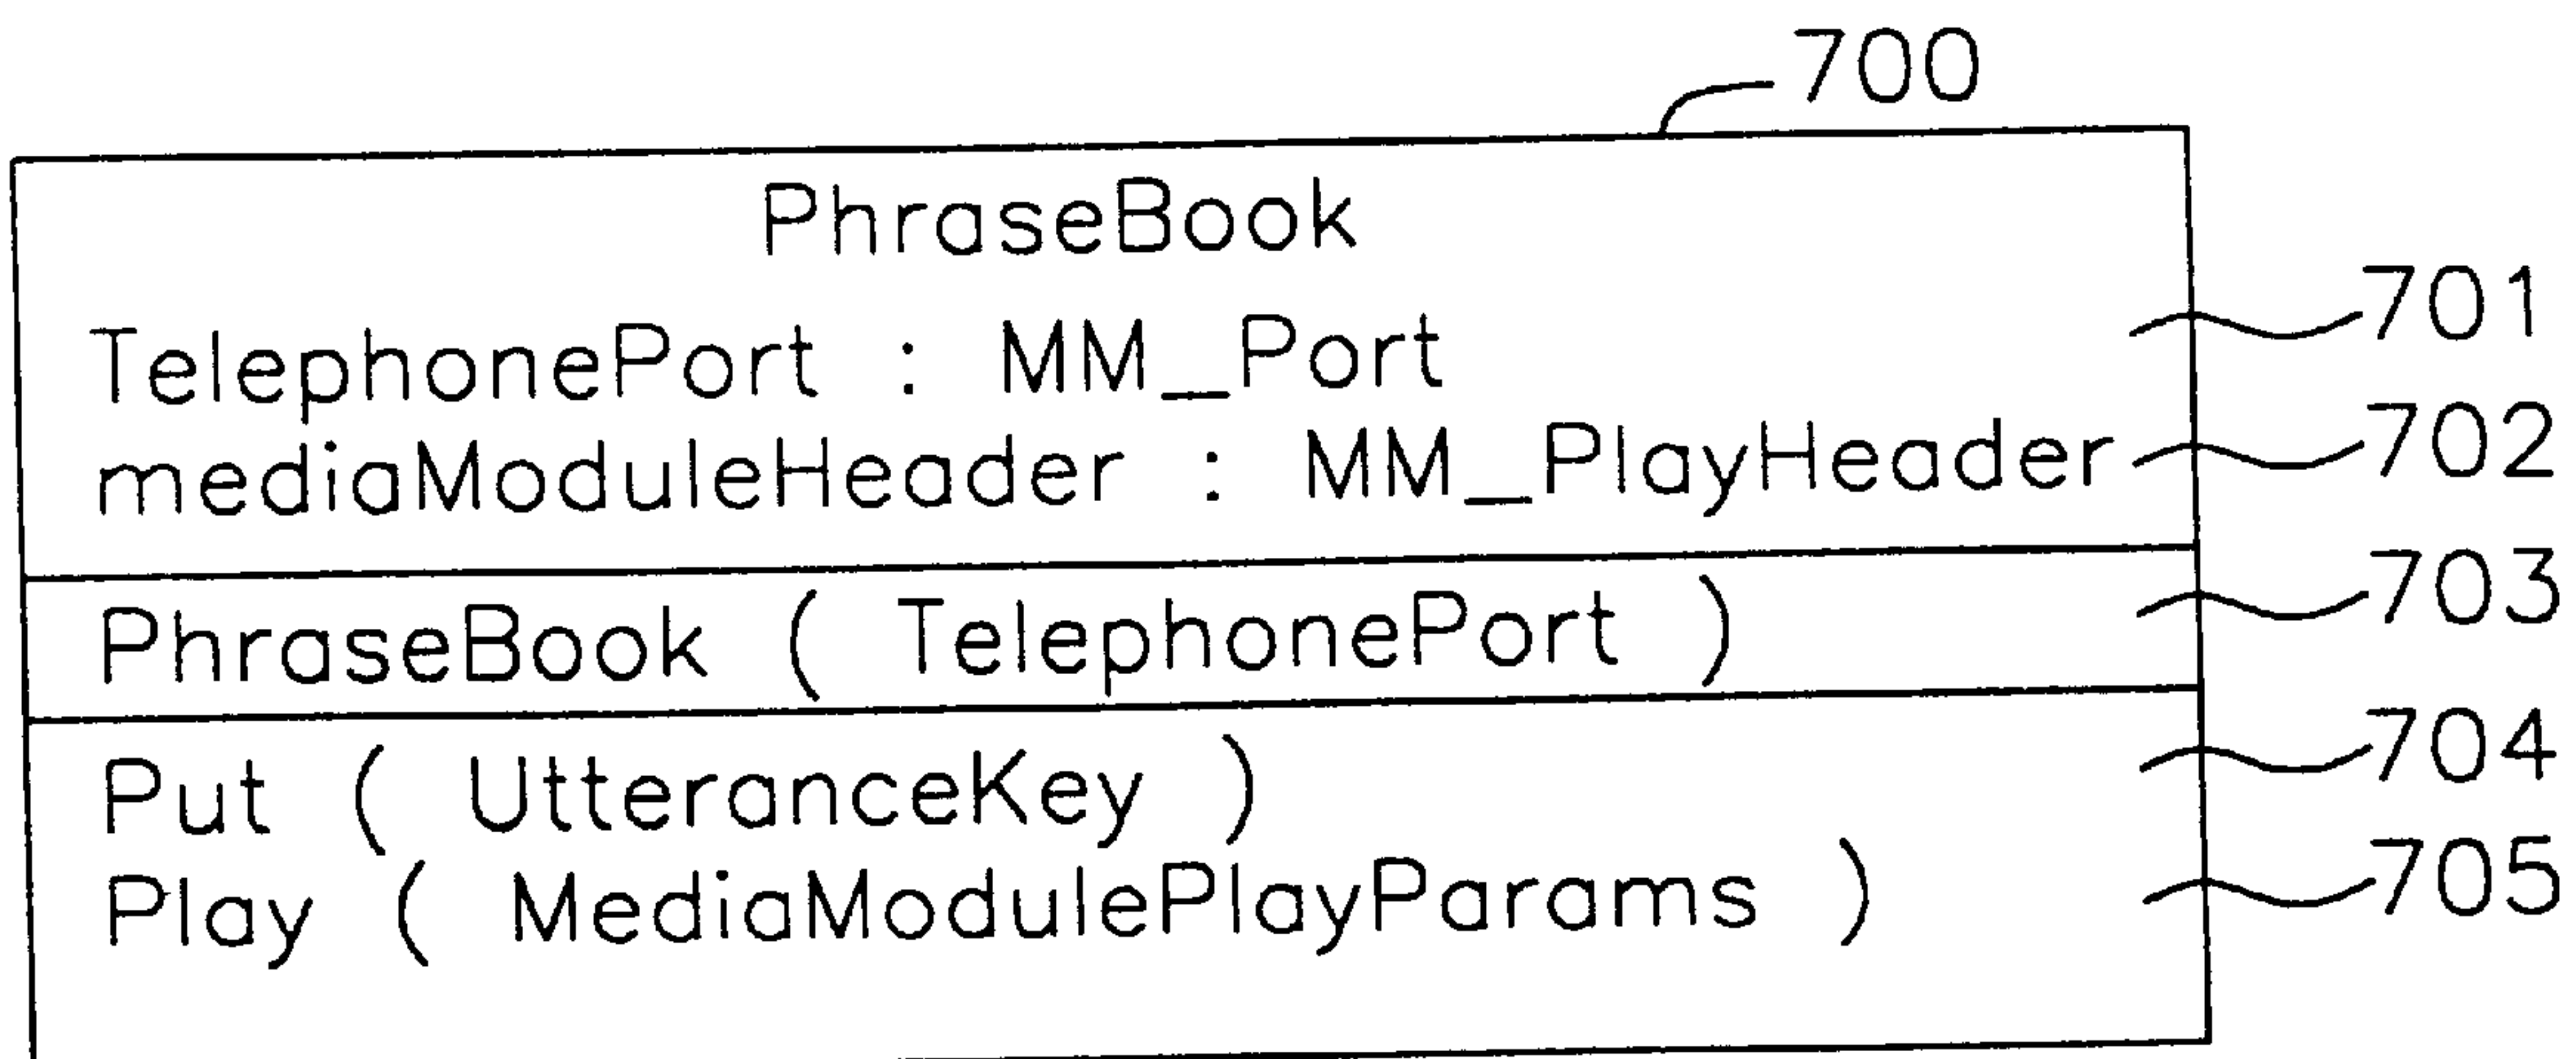 700
PhraseBook
TelephonePort : MM_Port 701
mediaModuleHeader : MM_PlayHeader 702
PhraseBook ( TelephonePort ) 703
Put ( UtteranceKey ) 704
Play ( MediaModulePlayParams ) 705